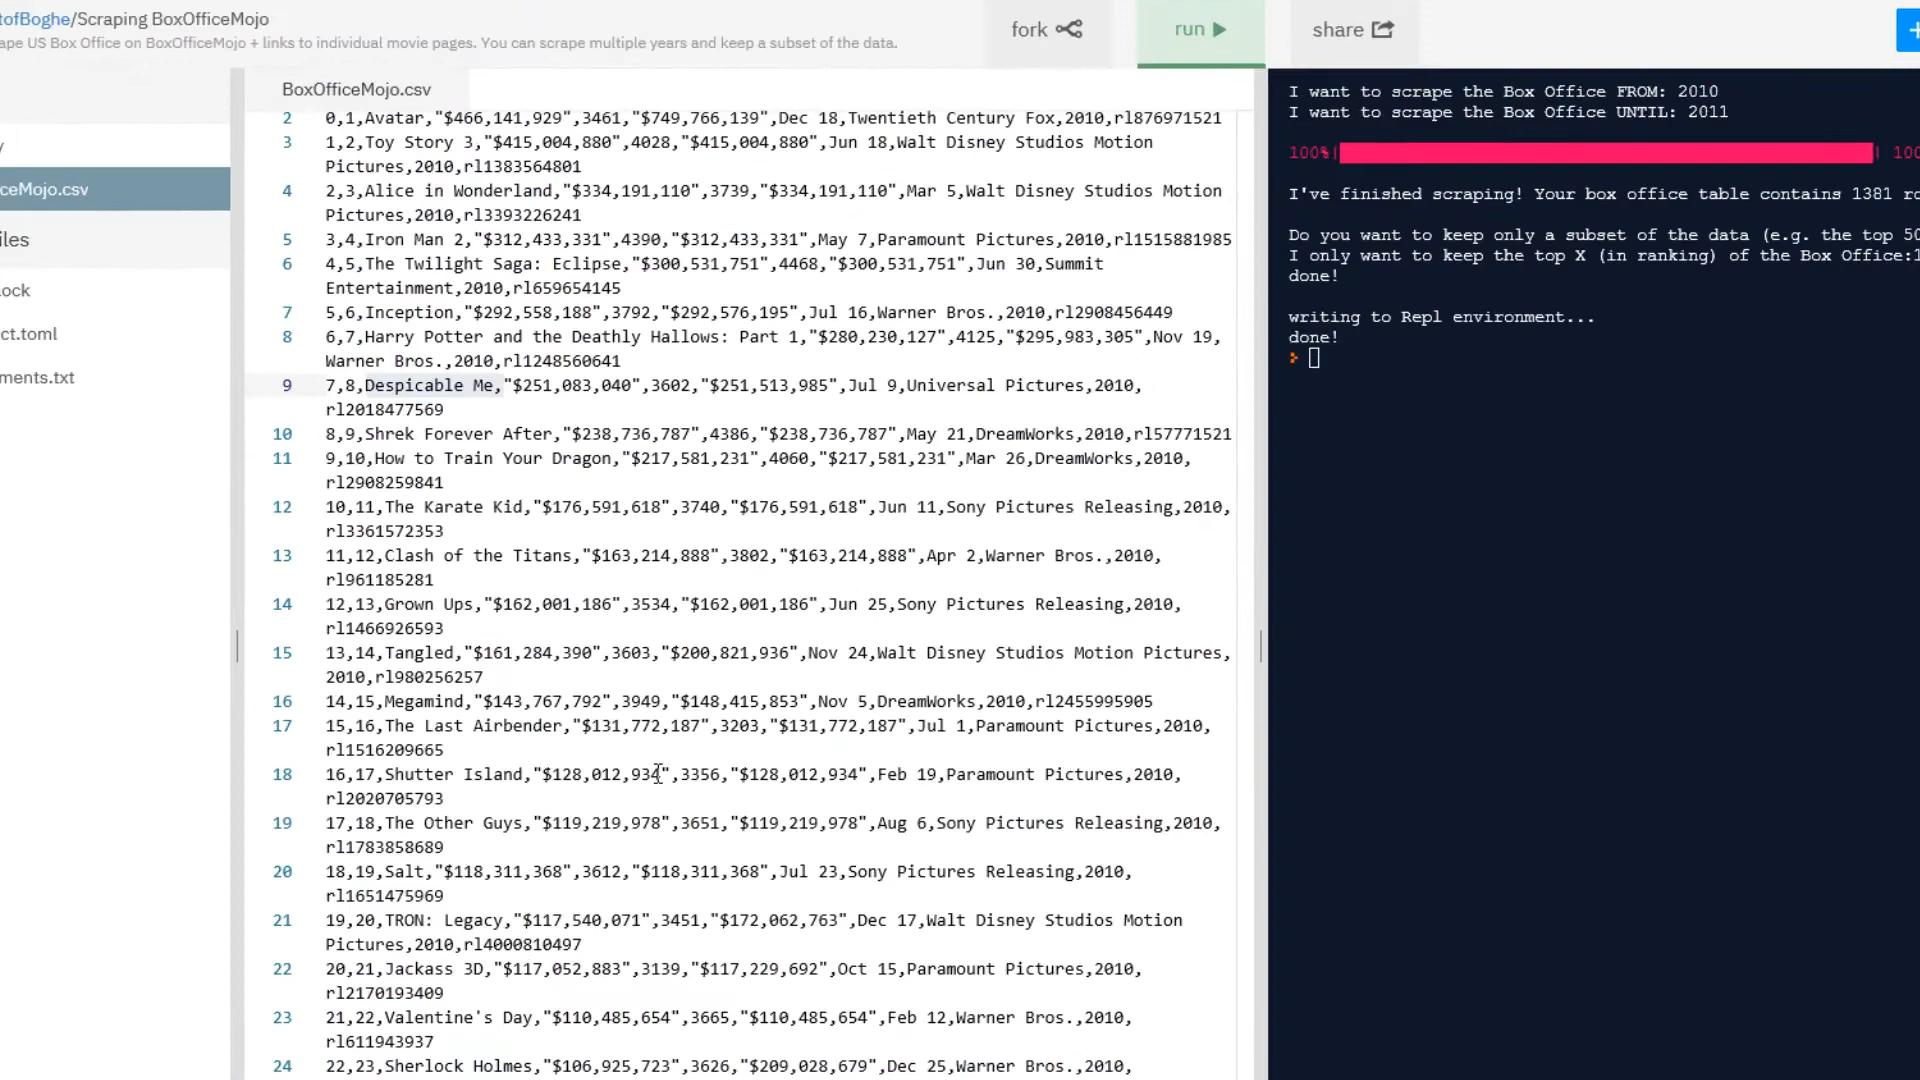 tofBoghe/Scraping BoxOfficeMojo
ape US Box Office on BoxOfficeMojo + links to individual movie pages. You can scrape multiple years and keep a subset of the data.
fork
run
share
ceMojo.csv
iles
ock
ct.toml
ments.txt
BoxOfficeMojo.csv
2 0,1,Avatar,"$466,141,929",3461,"$749,766,139",Dec 18,Twentieth Century Fox,2010,rl876971521
3 1,2,Toy Story 3,"$415,004,880",4028,"$415,004,880",Jun 18,Walt Disney Studios Motion
Pictures,2010,rl1383564801
4 2,3,Alice in Wonderland,"$334,191,110",3739,"$334,191,110",Mar 5,Walt Disney Studios Motion
Pictures,2010,rl3393226241
5 3,4,Iron Man 2,"$312,433,331",4390,"$312,433,331",May 7,Paramount Pictures,2010,rl1515881985
6 4,5,The Twilight Saga: Eclipse,"$300,531,751",4468,"$300,531,751",Jun 30,Summit
Entertainment,2010,rl659654145
7 5,6,Inception,"$292,558,188",3792,"$292,576,195",Jul 16,Warner Bros.,2010,rl2908456449
8 6,7,Harry Potter and the Deathly Hallows: Part 1,"$280,230,127",4125,"$295,983,305",Nov 19,
Warner Bros.,2010,rl1248560641
9 7,8,Despicable Me,"$251,083,040",3602,"$251,513,985",Jul 9,Universal Pictures,2010,
rl2018477569
10 8,9,Shrek Forever After,"$238,736,787",4386,"$238,736,787",May 21,DreamWorks,2010,rl57771521
11 9,10,How to Train Your Dragon,"$217,581,231",4060,"$217,581,231",Mar 26,DreamWorks,2010,
rl2908259841
12 10,11,The Karate Kid,"$176,591,618",3740,"$176,591,618",Jun 11,Sony Pictures Releasing,2010,
rl3361572353
13 11,12,Clash of the Titans,"$163,214,888",3802,"$163,214,888",Apr 2,Warner Bros.,2010,
rl961185281
14 12,13,Grown Ups,"$162,001,186",3534,"$162,001,186",Jun 25,Sony Pictures Releasing,2010,
rl1466926593
15 13,14,Tangled,"$161,284,390",3603,"$200,821,936",Nov 24,Walt Disney Studios Motion Pictures,
2010,rl980256257
16 14,15,Megamind,"$143,767,792",3949,"$148,415,853",Nov 5,DreamWorks,2010,rl2455995905
17 15,16,The Last Airbender,"$131,772,187",3203,"$131,772,187",Jul 1,Paramount Pictures,2010,
rl1516209665
18 16,17,Shutter Island,"$128,012,934",3356,"$128,012,934",Feb 19,Paramount Pictures,2010,
rl2020705793
19 17,18,The Other Guys,"$119,219,978",3651,"$119,219,978",Aug 6,Sony Pictures Releasing,2010,
rl1783858689
20 18,19,Salt,"$118,311,368",3612,"$118,311,368",Jul 23,Sony Pictures Releasing,2010,
rl1651475969
21 19,20,TRON: Legacy,"$117,540,071",3451,"$172,062,763",Dec 17,Walt Disney Studios Motion
Pictures,2010,rl4000810497
22 20,21,Jackass 3D,"$117,052,883",3139,"$117,229,692",Oct 15,Paramount Pictures,2010,
rl2170193409
23 21,22,Valentine's Day,"$110,485,654",3665,"$110,485,654",Feb 12,Warner Bros.,2010,
rl611943937
24 22,23,Sherlock Holmes,"$106,925,723",3626,"$209,028,679",Dec 25,Warner Bros.,2010,
I want to scrape the Box Office FROM: 2010
I want to scrape the Box Office UNTIL: 2011
100%| | 100
I've finished scraping! Your box office table contains 1381 ro
Do you want to keep only a subset of the data (e.g. the top 50
I only want to keep the top X (in ranking) of the Box Office:1
done!
writing to Repl environment...
done!